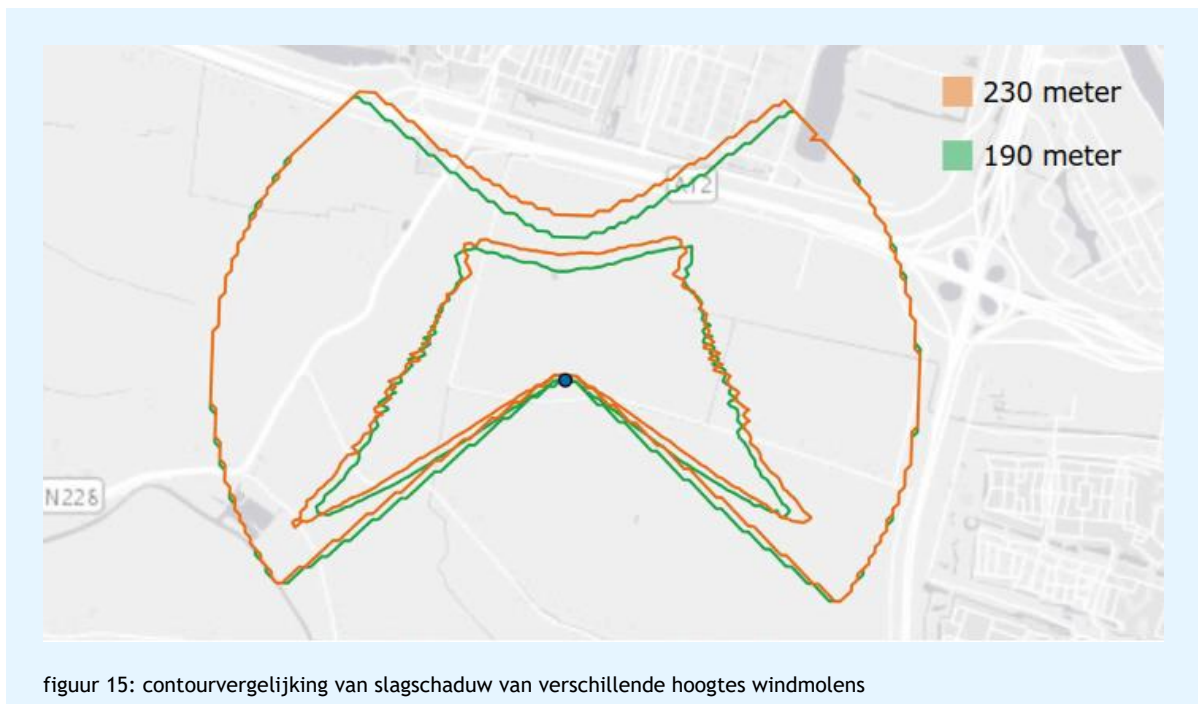 230 meter
190 meter
A12
N228
figuur 15: contourvergelijking van slagschaduw van verschillende hoogtes windmolens